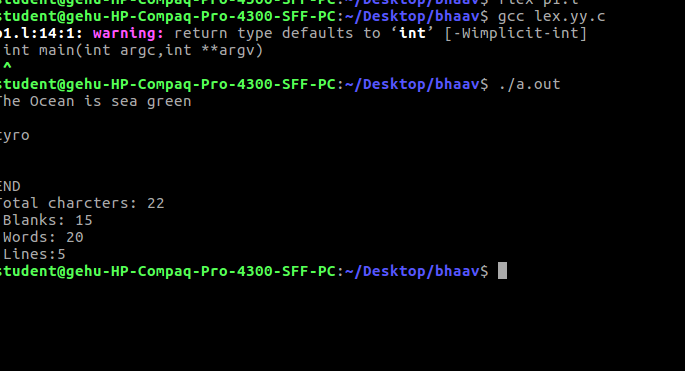 flex p1.l
student@gehu-HP-Compaq-Pro-4300-SFF-PC:~/Desktop/bhaav$ gcc lex.yy.c
p1.l:14:1: warning: return type defaults to ‘int’ [-Wimplicit-int]
int main(int argc,int **argv)
^
student@gehu-HP-Compaq-Pro-4300-SFF-PC:~/Desktop/bhaav$ ./a.out
The Ocean is sea green
tyro
END
Total charcters: 22
Blanks: 15
Words: 20
Lines:5
student@gehu-HP-Compaq-Pro-4300-SFF-PC:~/Desktop/bhaav$